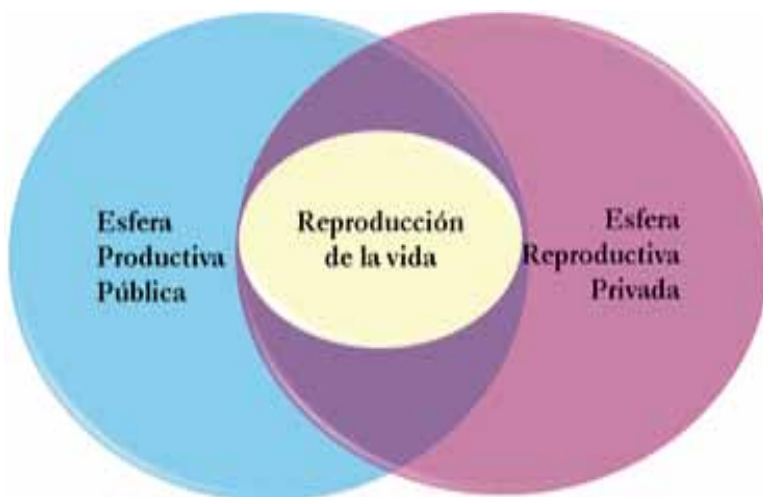 Esfera
Productiva
Pública
Reproducción
de la vida
Esfera
Reproductiva
Privada